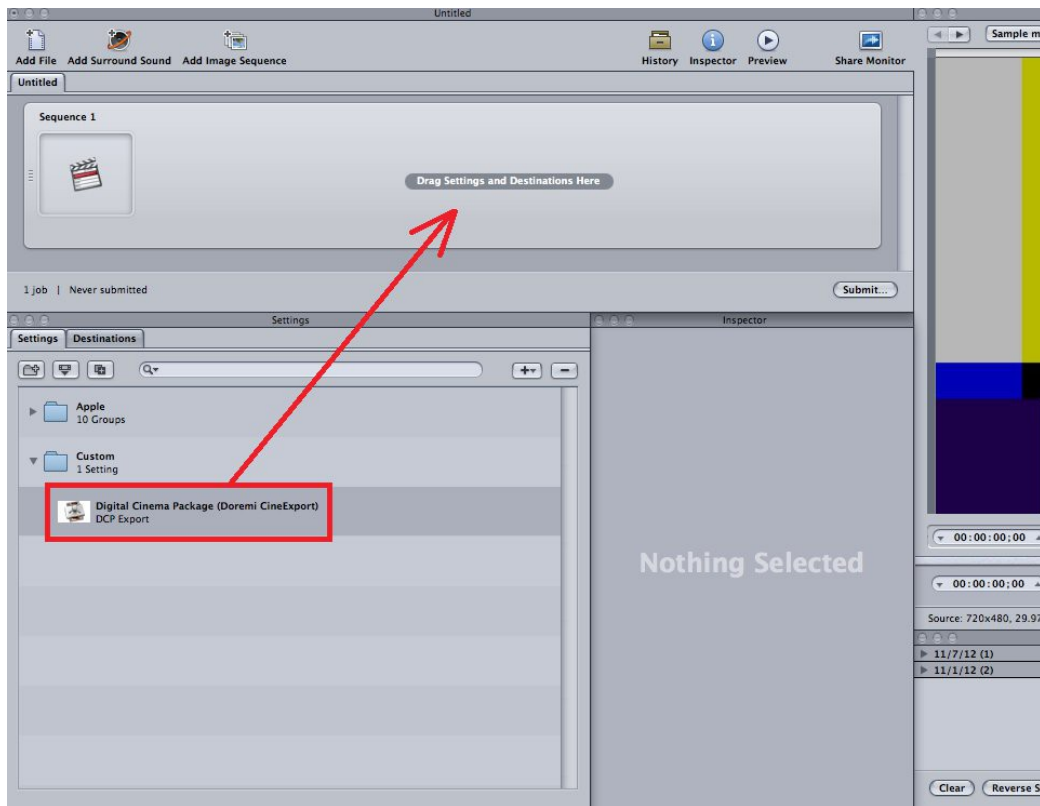 Untitled
Add File Add Surround Sound Add Image Sequence
History Inspector Preview Share Monitor
Sample m
Untitled
Sequence 1
Drag Settings and Destinations Here
1 job | Never submitted
Submit...
Settings
Inspector
Settings Destinations
Apple
10 Groups
Custom
1 Setting
Digital Cinema Package (Doremi CineExport)
DCP Export
Nothing Selected
00:00:00;00
00:00:00;00
Source: 720x480, 29.97
11/7/12 (1)
11/1/12 (2)
Clear Reverse S